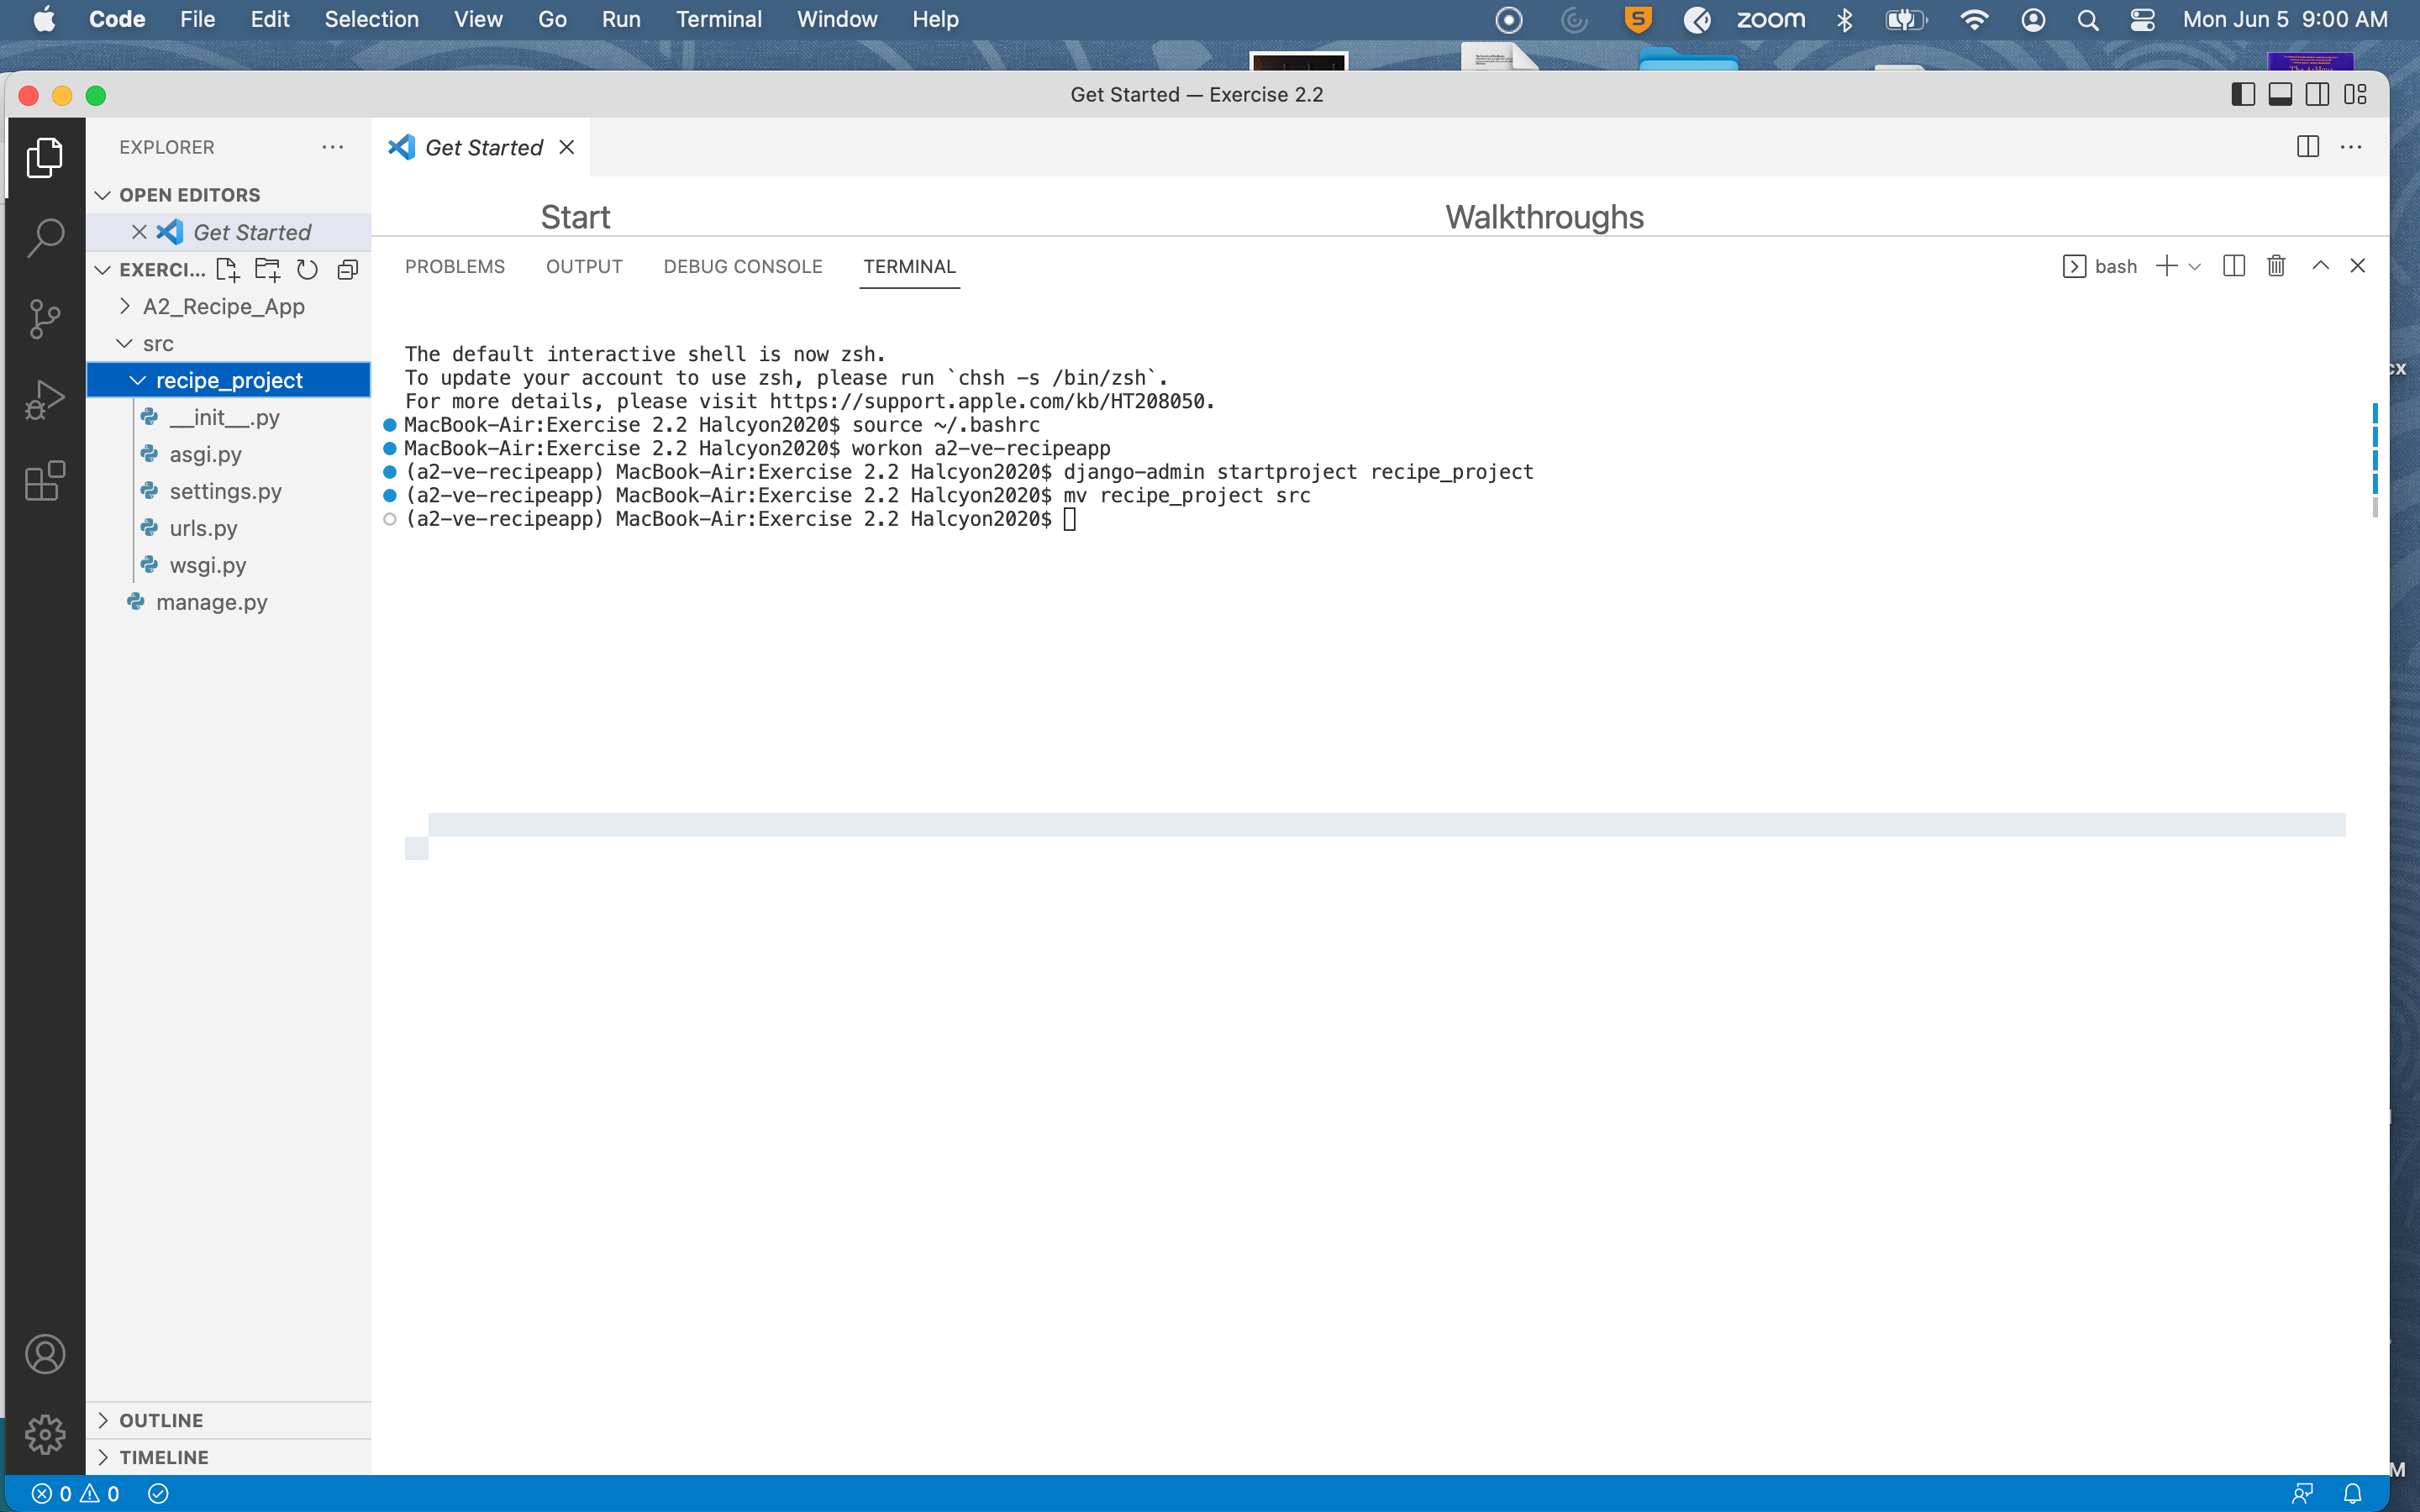 Code File Edit Selection View Go Run Terminal Window Help zoom Mon Jun 5 9:00 AM
Get Started — Exercise 2.2
EXPLORER
Get Started
OPEN EDITORS
Get Started
EXERCI...
A2_Recipe_App
src
recipe_project
__init__.py
asgi.py
settings.py
urls.py
wsgi.py
manage.py
OUTLINE
TIMELINE
Start Walkthroughs
PROBLEMS OUTPUT DEBUG CONSOLE TERMINAL bash
The default interactive shell is now zsh.
To update your account to use zsh, please run `chsh -s /bin/zsh`.
For more details, please visit https://support.apple.com/kb/HT208050.
MacBook-Air:Exercise 2.2 Halcyon2020$ source ~/.bashrc
MacBook-Air:Exercise 2.2 Halcyon2020$ workon a2-ve-recipeapp
(a2-ve-recipeapp) MacBook-Air:Exercise 2.2 Halcyon2020$ django-admin startproject recipe_project
(a2-ve-recipeapp) MacBook-Air:Exercise 2.2 Halcyon2020$ mv recipe_project src
(a2-ve-recipeapp) MacBook-Air:Exercise 2.2 Halcyon2020$
0 0